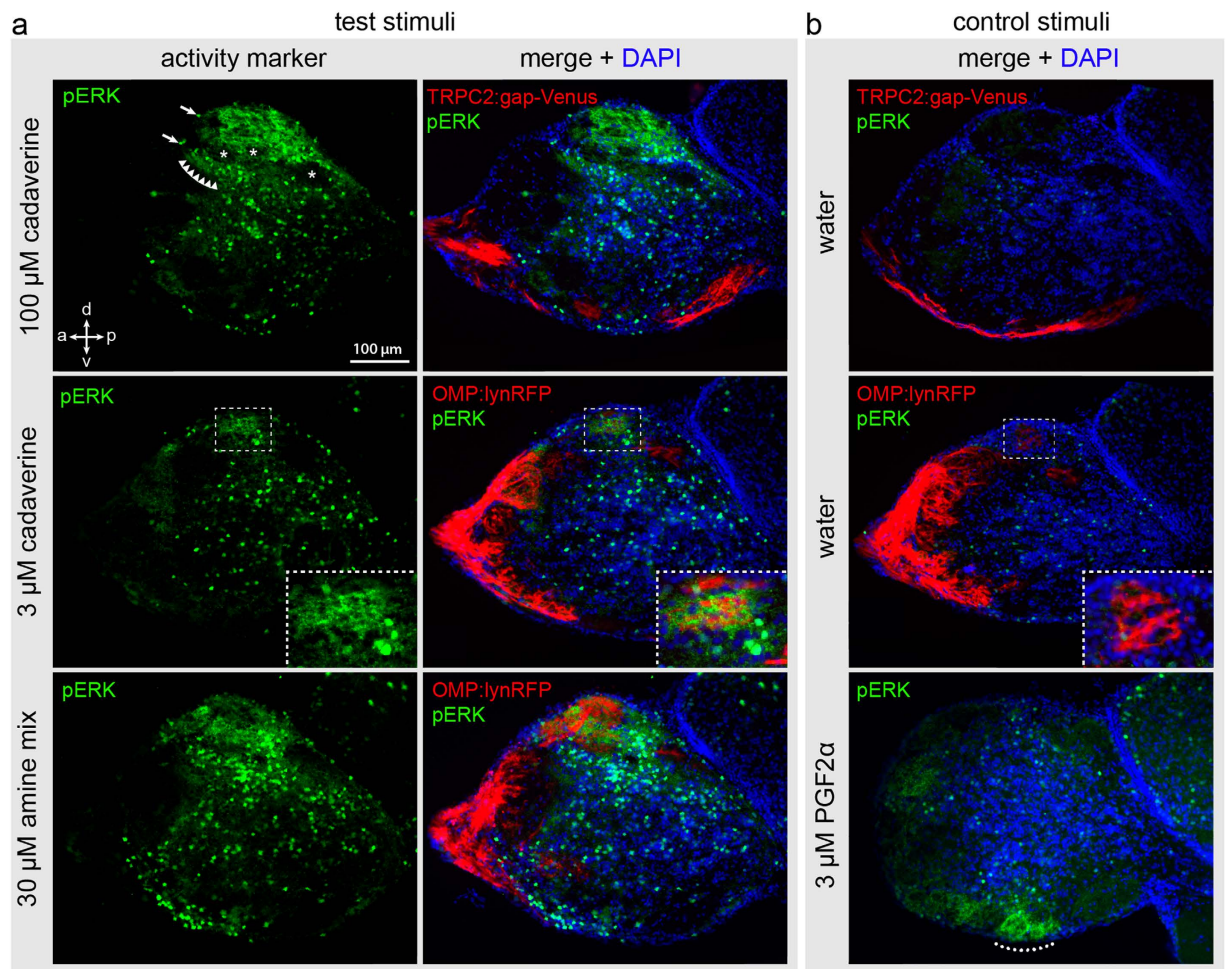 a
test stimuli
activity marker
merge + DAPI
100 µM cadaverine
pERK
* * *
d
a p
v
100 µm
TRPC2:gap-Venus
pERK
3 µM cadaverine
pERK
OMP:lynRFP
pERK
30 µM amine mix
pERK
OMP:lynRFP
pERK
b
control stimuli
merge + DAPI
water
TRPC2:gap-Venus
pERK
water
OMP:lynRFP
pERK
3 µM PGF2α
pERK